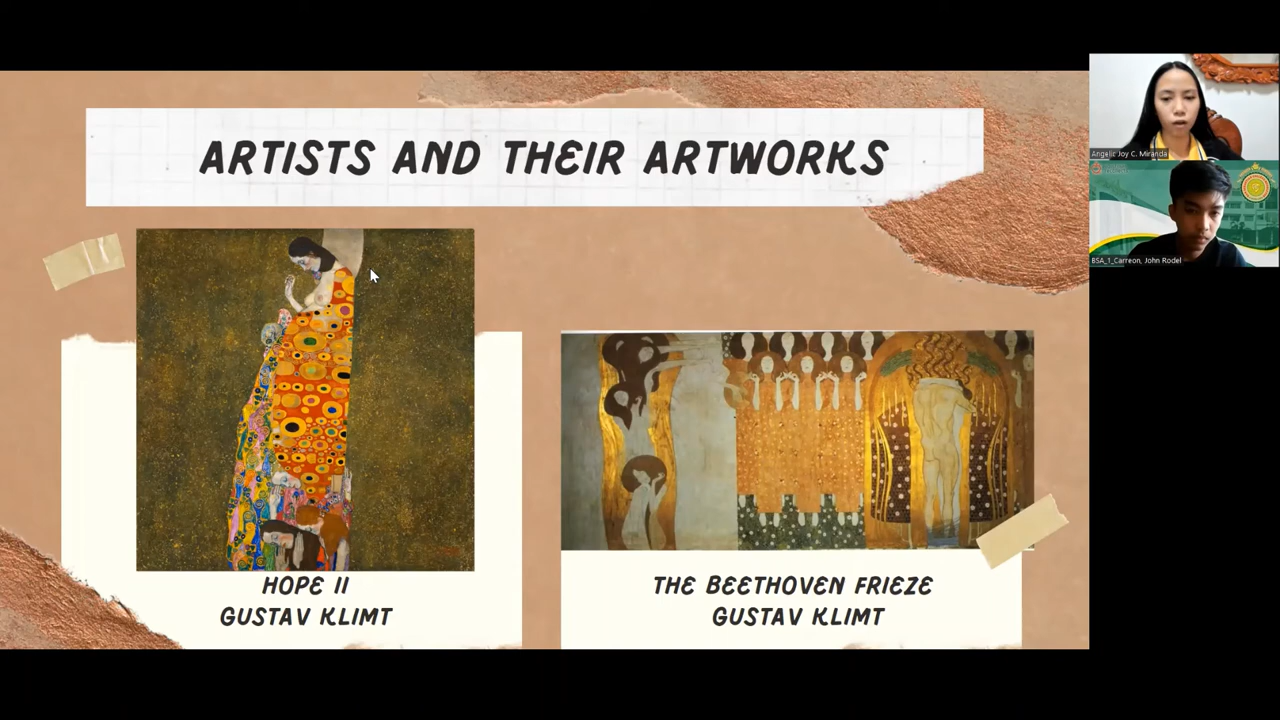 ARTISTS AND THEIR ARTWORKS
HOPE II
GUSTAV KLIMT
THE BEETHOVEN FRIEZE
GUSTAV KLIMT
Angelic Joy C. Miranda
BSA_1_Carreon, John Rodel